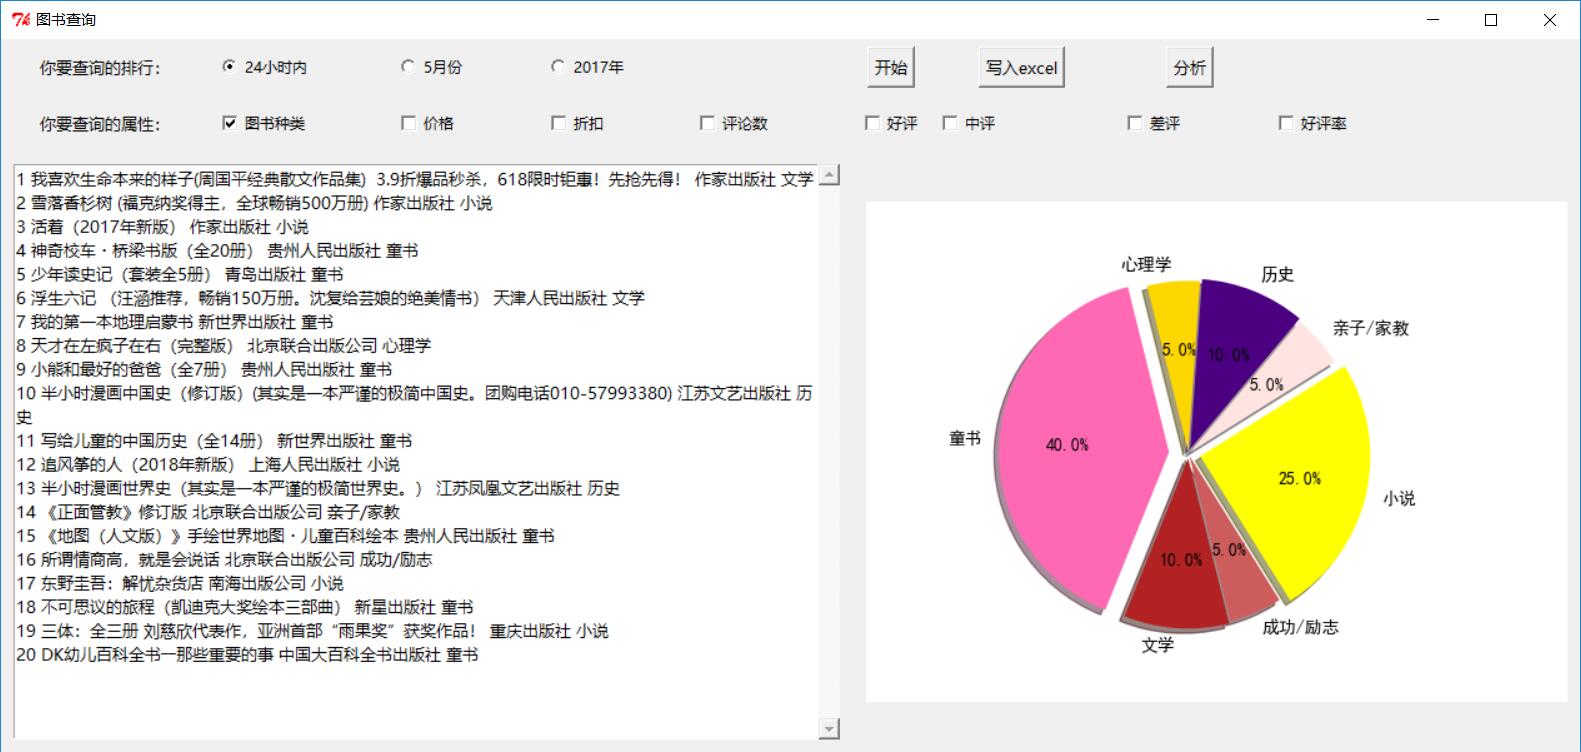 图书查询
你要查询的排行： 24小时内 5月份 2017年 开始 写入excel 分析
你要查询的属性： 图书种类 价格 折扣 评论数 好评 中评 差评 好评率
1 我喜欢生命本来的样子(周国平经典散文作品集)  3.9折爆品秒杀，618限时钜惠！先抢先得！ 作家出版社 文学
2 雪落香杉树 (福克纳奖得主，全球畅销500万册) 作家出版社 小说
3 活着（2017年新版） 作家出版社 小说
4 神奇校车・桥梁书版（全20册） 贵州人民出版社 童书
5 少年读史记（套装全5册） 青岛出版社 童书
6 浮生六记 （汪涵推荐，畅销150万册。沈复给芸娘的绝美情书） 天津人民出版社 文学
7 我的第一本地理启蒙书 新世界出版社 童书
8 天才在左疯子在右（完整版） 北京联合出版公司 心理学
9 小能和最好的爸爸（全7册） 贵州人民出版社 童书
10 半小时漫画中国史（修订版）(其实是一本严谨的极简中国史。团购电话010-57993380) 江苏文艺出版社 历
史
11 写给儿童的中国历史（全14册） 新世界出版社 童书
12 追风筝的人（2018年新版） 上海人民出版社 小说
13 半小时漫画世界史（其实是一本严谨的极简世界史。） 江苏凤凰文艺出版社 历史
14 《正面管教》修订版 北京联合出版公司 亲子/家教
15 《地图（人文版）》手绘世界地图・儿童百科绘本 贵州人民出版社 童书
16 所谓情商高，就是会说话 北京联合出版公司 成功/励志
17 东野圭吾：解忧杂货店 南海出版公司 小说
18 不可思议的旅程（凯迪克大奖绘本三部曲） 新星出版社 童书
19 三体：全三册 刘慈欣代表作，亚洲首部“雨果奖”获奖作品！ 重庆出版社 小说
20 DK幼儿百科全书—那些重要的事 中国大百科全书出版社 童书
心理学
历史
亲子/家教
5.0%
10.0%
5.0%
童书
40.0%
25.0%
小说
10.0%
5.0%
文学
成功/励志